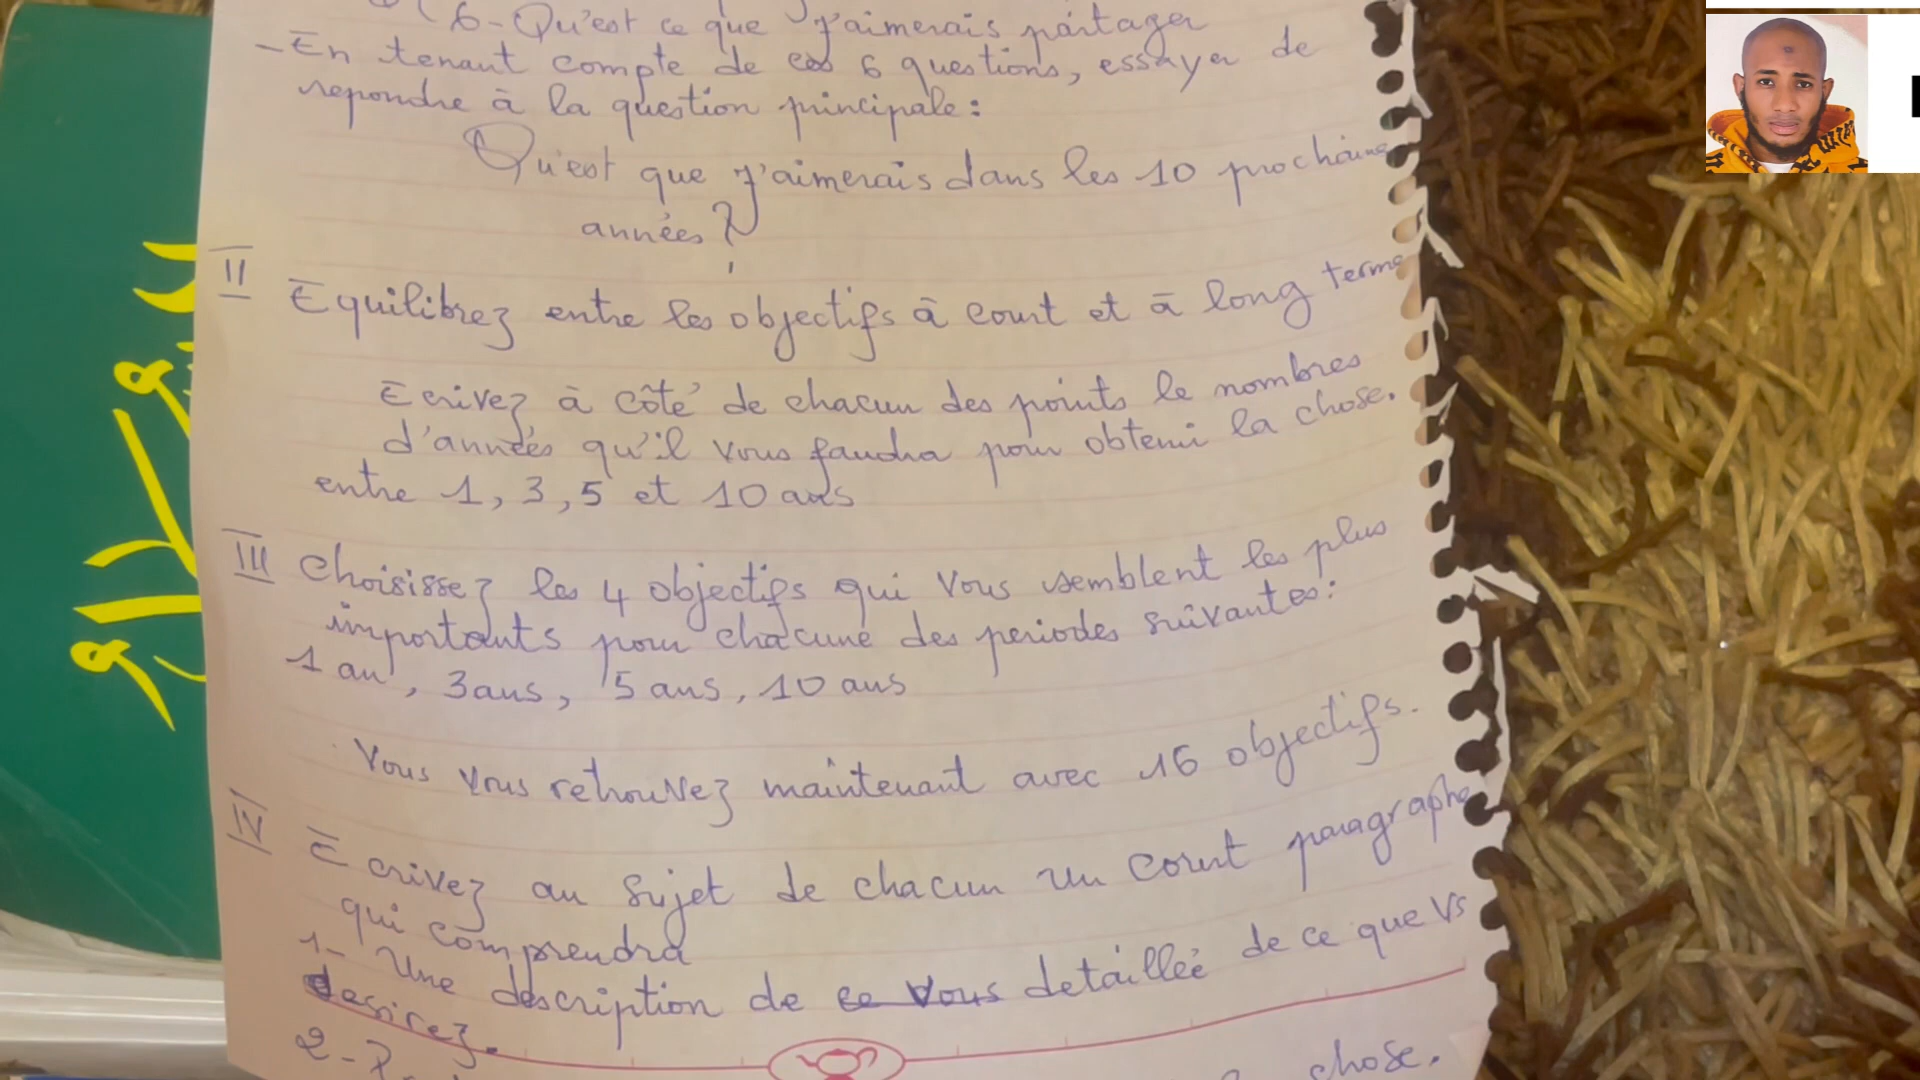 6-Qu'est ce que J'aimerais partager
-En tenant compte de ces 6 questions, essayer de
repondre à la question principale:
Qu'est que J'aimerais dans les 10 prochaine
années?
II Equilibrez entre les objectifs à court et à long terme
Ecrivez à côté de chacun des points le nombres
d'années qu'il vous faudra pour obtenir la chose.
entre 1, 3, 5 et 10 ans
III Choisissez les 4 objectifs qui vous semblent les plus
importants pour chacune des periodes suivantes:
1 an, 3ans, 5 ans, 10 ans
Vous vous retrouvez maintenant avec 16 objectifs.
IV Ecrivez au sujet de chacun un court paragraphe
qui comprendra
1- Une description de ce vous detaillée de ce que Vs
desirez.
2-
chose.